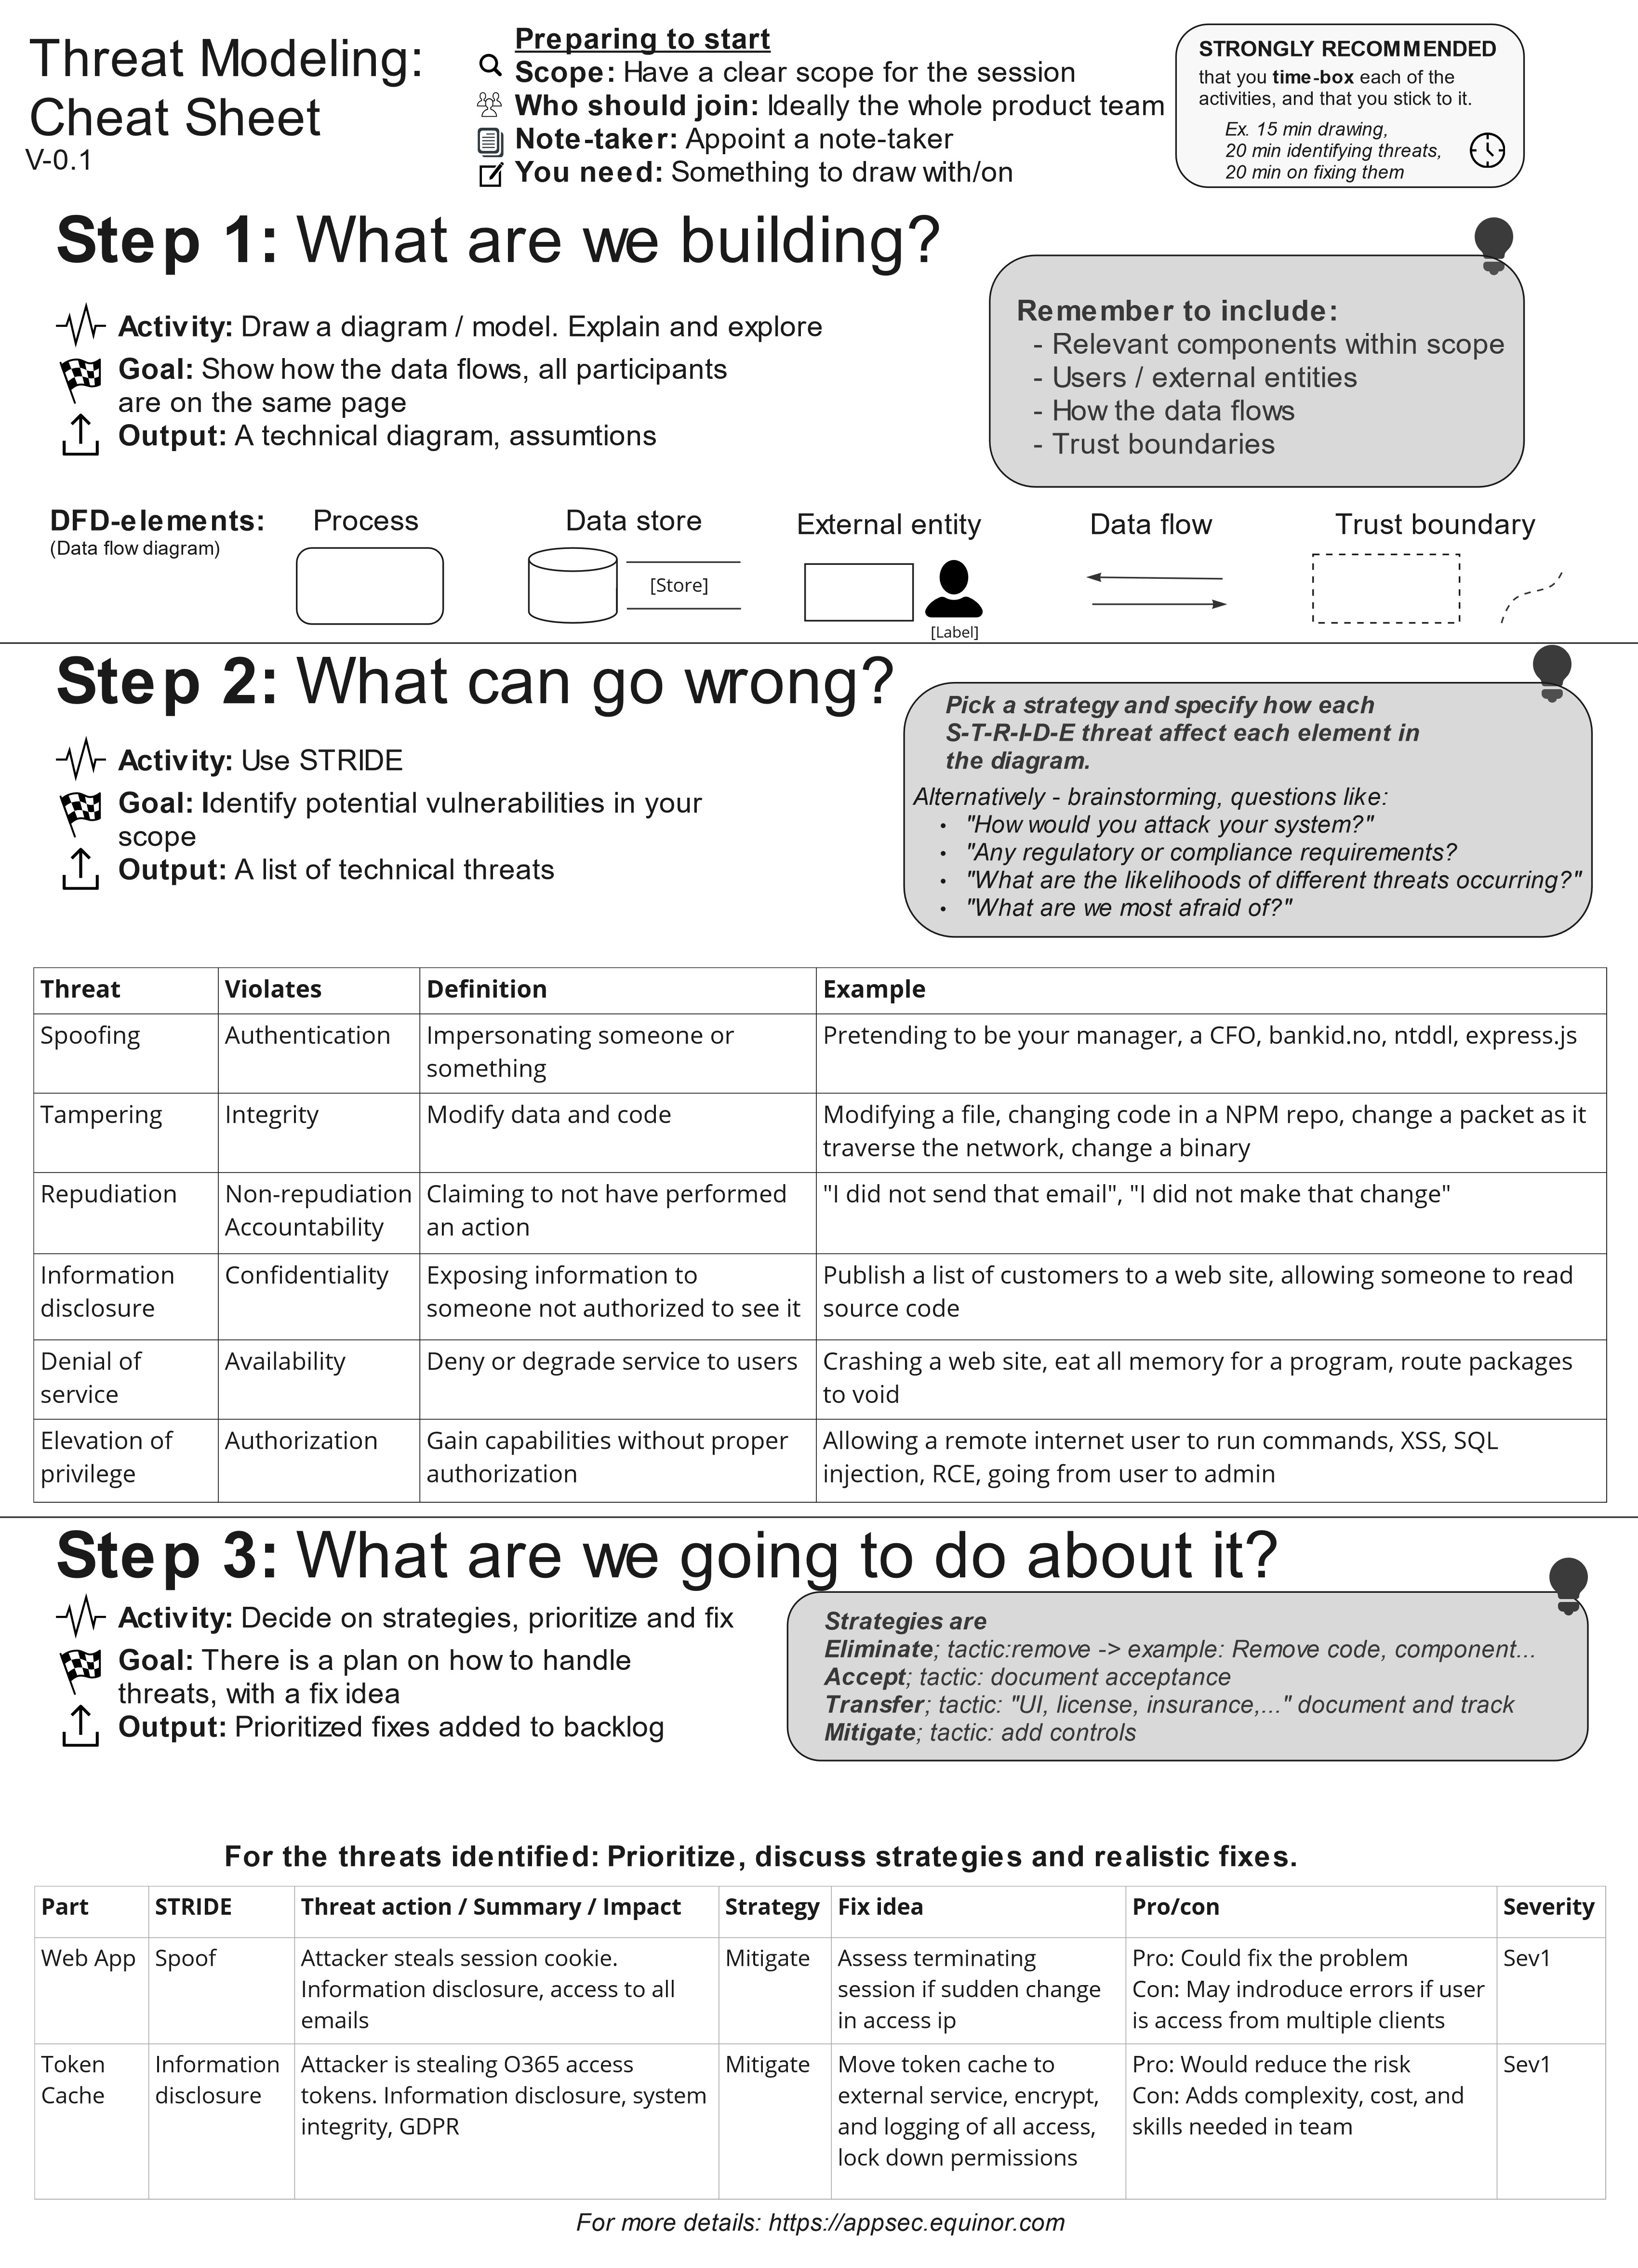 Threat Modeling:
Cheat Sheet
V-0.1
Preparing to start
Scope: Have a clear scope for the session
Who should join: Ideally the whole product team
Note-taker: Appoint a note-taker
You need: Something to draw with/on
STRONGLY RECOMMENDED
that you time-box each of the
activities, and that you stick to it.
Ex. 15 min drawing,
20 min identifying threats,
20 min on fixing them
Step 1: What are we building?
Activity: Draw a diagram / model. Explain and explore
Goal: Show how the data flows, all participants
are on the same page
Output: A technical diagram, assumtions
Remember to include:
- Relevant components within scope
- Users / external entities
- How the data flows
- Trust boundaries
DFD-elements:
(Data flow diagram)
Process
Data store
External entity
Data flow
Trust boundary
[Store]
[Label]
Step 2: What can go wrong?
Activity: Use STRIDE
Goal: Identify potential vulnerabilities in your
scope
Output: A list of technical threats
Pick a strategy and specify how each
S-T-R-I-D-E threat affect each element in
the diagram.
Alternatively - brainstorming, questions like:
• "How would you attack your system?"
• "Any regulatory or compliance requirements?
• "What are the likelihoods of different threats occurring?"
• "What are we most afraid of?"
Threat Violates Definition Example
Spoofing Authentication Impersonating someone or Pretending to be your manager, a CFO, bankid.no, ntddl, express.js
something
Tampering Integrity Modify data and code Modifying a file, changing code in a NPM repo, change a packet as it
traverse the network, change a binary
Repudiation Non-repudiation Claiming to not have performed "I did not send that email", "I did not make that change"
Accountability an action
Information Confidentiality Exposing information to Publish a list of customers to a web site, allowing someone to read
disclosure someone not authorized to see it source code
Denial of Availability Deny or degrade service to users Crashing a web site, eat all memory for a program, route packages
service to void
Elevation of Authorization Gain capabilities without proper Allowing a remote internet user to run commands, XSS, SQL
privilege authorization injection, RCE, going from user to admin
Step 3: What are we going to do about it?
Activity: Decide on strategies, prioritize and fix
Goal: There is a plan on how to handle
threats, with a fix idea
Output: Prioritized fixes added to backlog
Strategies are
Eliminate; tactic:remove -> example: Remove code, component...
Accept; tactic: document acceptance
Transfer; tactic: "UI, license, insurance,..." document and track
Mitigate; tactic: add controls
For the threats identified: Prioritize, discuss strategies and realistic fixes.
Part STRIDE Threat action / Summary / Impact Strategy Fix idea Pro/con Severity
Web App Spoof Attacker steals session cookie. Mitigate Assess terminating Pro: Could fix the problem Sev1
Information disclosure, access to all session if sudden change Con: May indroduce errors if user
emails in access ip is access from multiple clients
Token Information Attacker is stealing O365 access Mitigate Move token cache to Pro: Would reduce the risk Sev1
Cache disclosure tokens. Information disclosure, system external service, encrypt, Con: Adds complexity, cost, and
integrity, GDPR and logging of all access, skills needed in team
lock down permissions
For more details: https://appsec.equinor.com